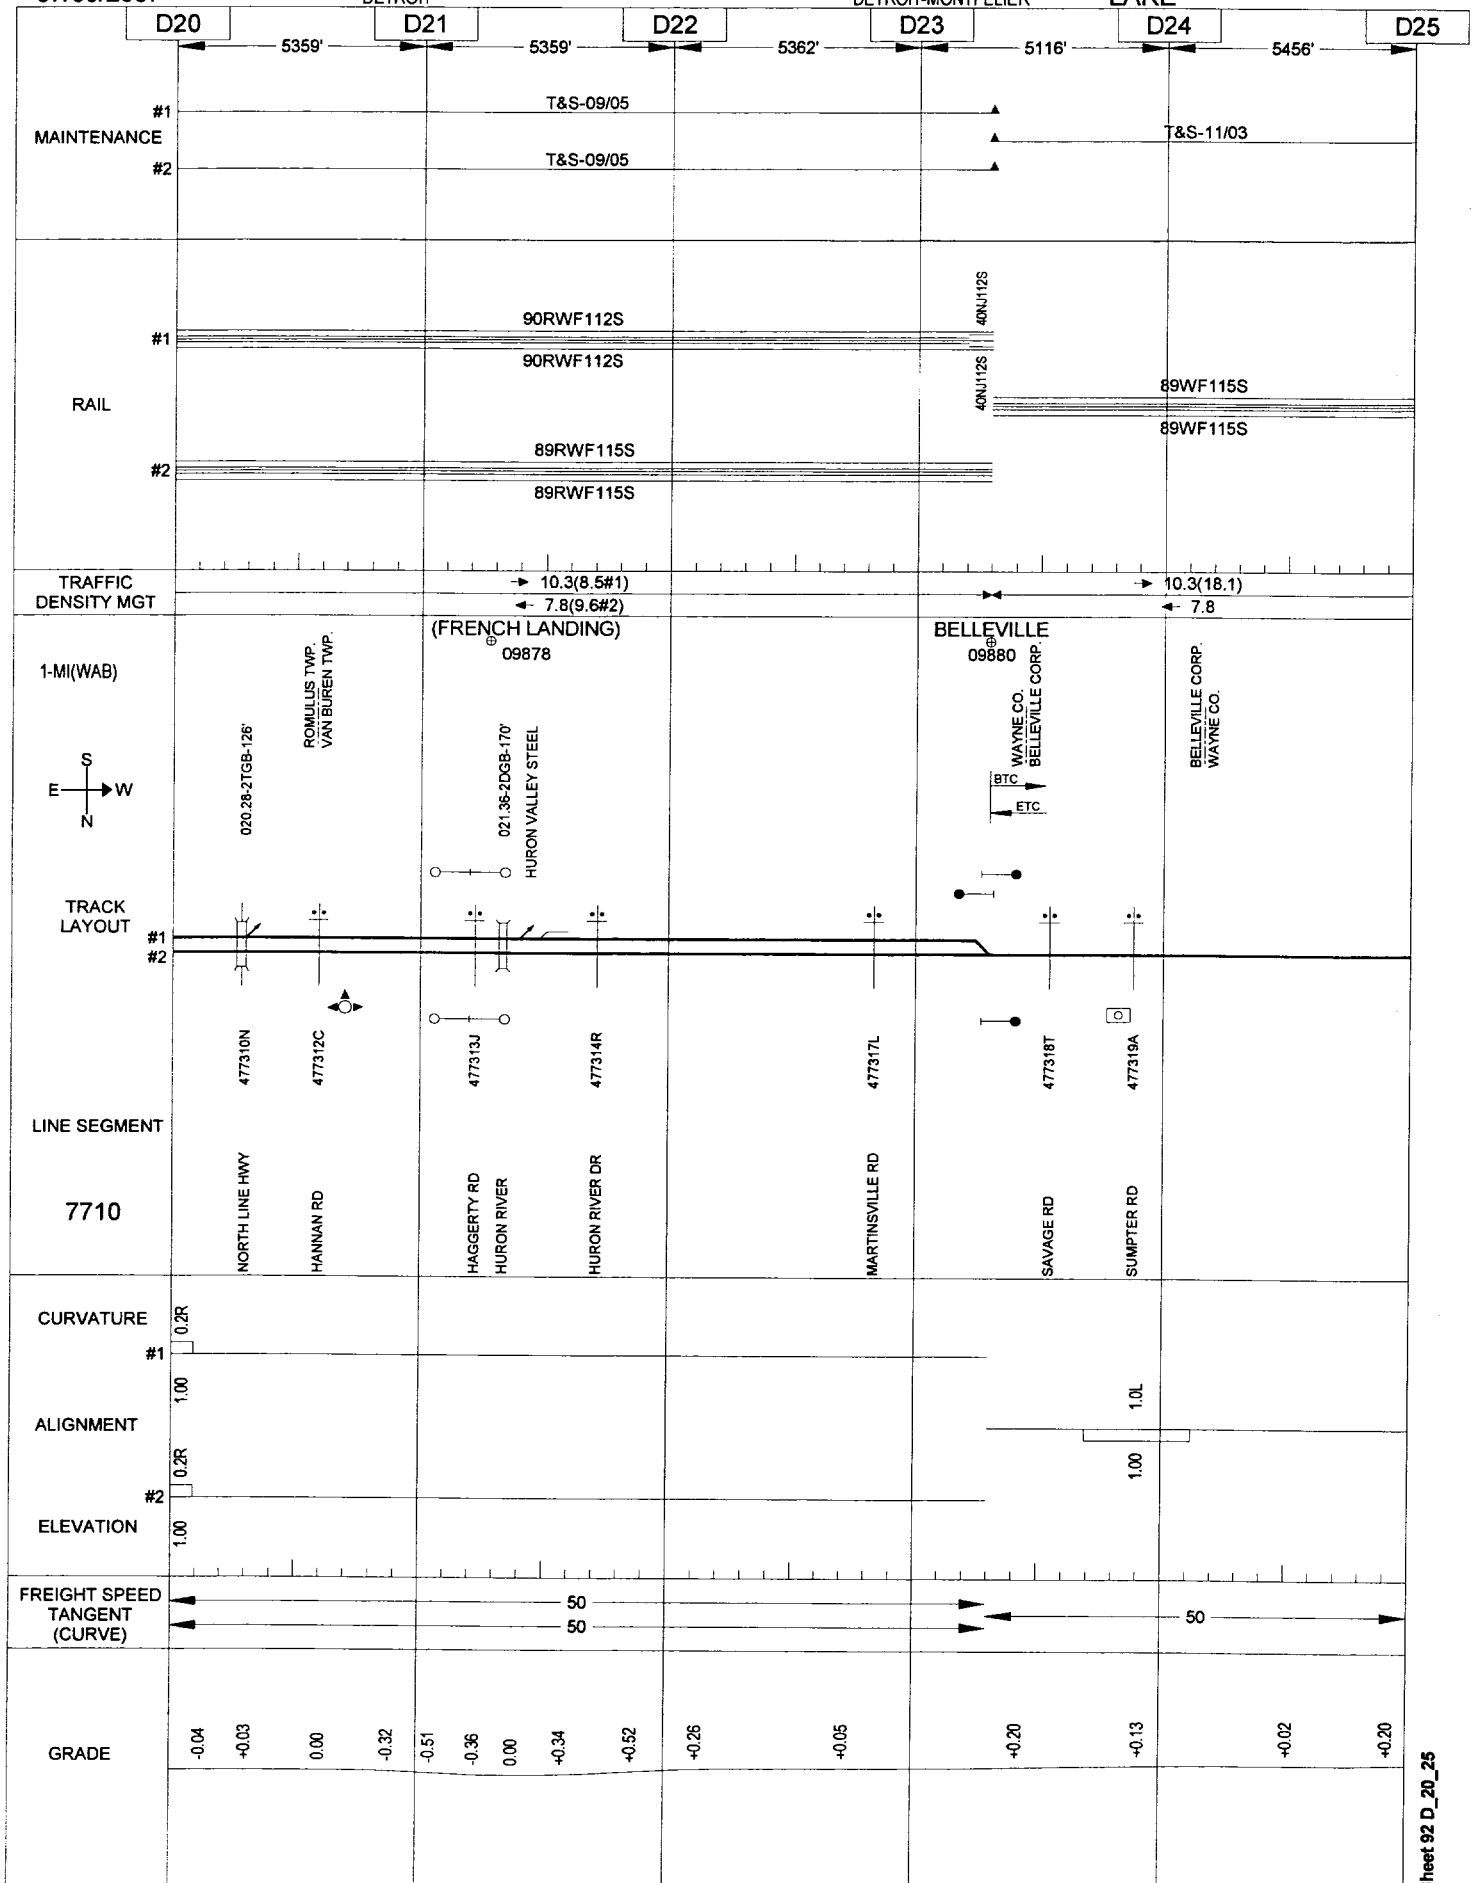 DETROIT
DETROIT-MONTPELIER
LAKE
D20
D21
D22
D23
D24
D25
5359'
5359'
5362'
5116'
5456'
MAINTENANCE
#1
T&S-09/05
T&S-11/03
#2
T&S-09/05
RAIL
#1
90RWF112S
90RWF112S
40NJ112S
40NJ112S
89WF115S
89WF115S
#2
89RWF115S
89RWF115S
TRAFFIC
DENSITY MGT
10.3(8.5#1)
7.8(9.6#2)
10.3(18.1)
7.8
1-MI(WAB)
(FRENCH LANDING)
09878
BELLEVILLE
09880
ROMULUS TWP.
VAN BUREN TWP.
WAYNE CO.
BELLEVILLE CORP.
BELLEVILLE CORP.
WAYNE CO.
020.28-2TGB-126'
021.36-2DGB-170'
HURON VALLEY STEEL
S
E
W
N
BTC
ETC
TRACK
LAYOUT
#1
#2
477310N
477312C
477313J
477314R
477317L
477318T
477319A
LINE SEGMENT
7710
NORTH LINE HWY
HANNAN RD
HAGGERTY RD
HURON RIVER
HURON RIVER DR
MARTINSVILLE RD
SAVAGE RD
SUMPTER RD
CURVATURE
#1
0.2R
1.00
ALIGNMENT
1.0L
1.00
#2
0.2R
1.00
ELEVATION
FREIGHT SPEED
TANGENT
(CURVE)
50
50
50
GRADE
-0.04
+0.03
0.00
-0.32
-0.51
-0.36
0.00
+0.34
+0.52
+0.26
+0.05
+0.20
+0.13
+0.02
+0.20
heet 92 D_20_25